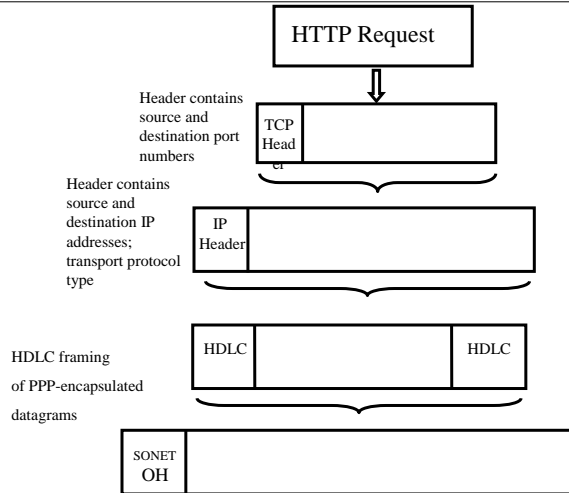 HTTP Request
Header contains
source and
destination port
numbers
TCP
Head
er
Header contains
source and
destination IP
addresses;
transport protocol
type
IP
Header
HDLC framing
of PPP-encapsulated
datagrams
HDLC
HDLC
SONET
OH